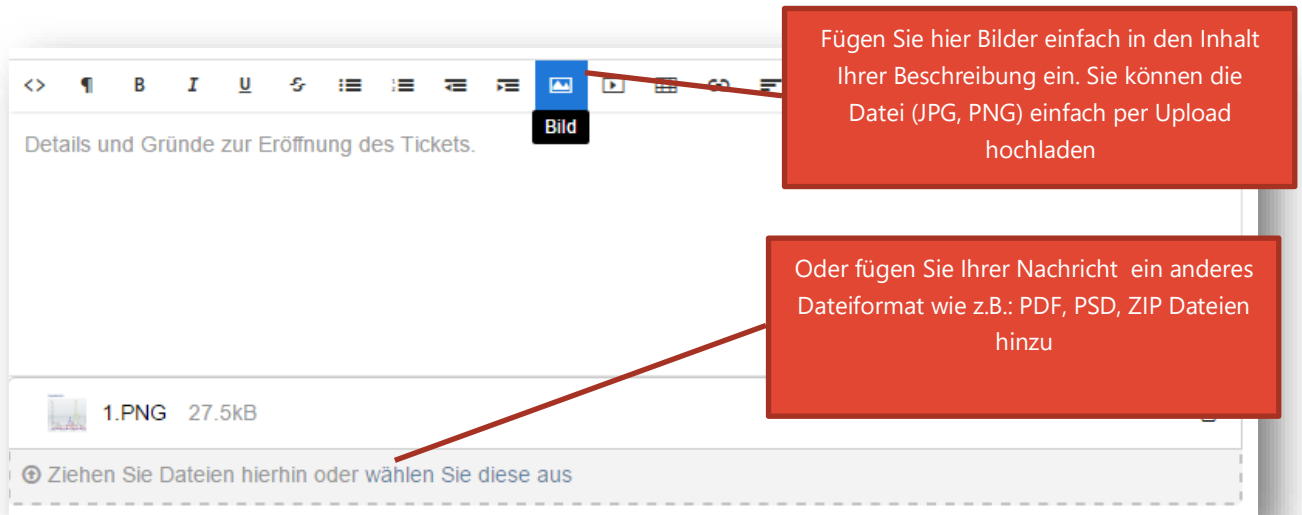 Fügen Sie hier Bilder einfach in den Inhalt
Ihrer Beschreibung ein. Sie können die
Datei (JPG, PNG) einfach per Upload
hochladen
<> ¶ B I U S
Bild
Details und Gründe zur Eröffnung des Tickets.
Oder fügen Sie Ihrer Nachricht  ein anderes
Dateiformat wie z.B.: PDF, PSD, ZIP Dateien
hinzu
1.PNG 27.5kB
Ziehen Sie Dateien hierhin oder wählen Sie diese aus